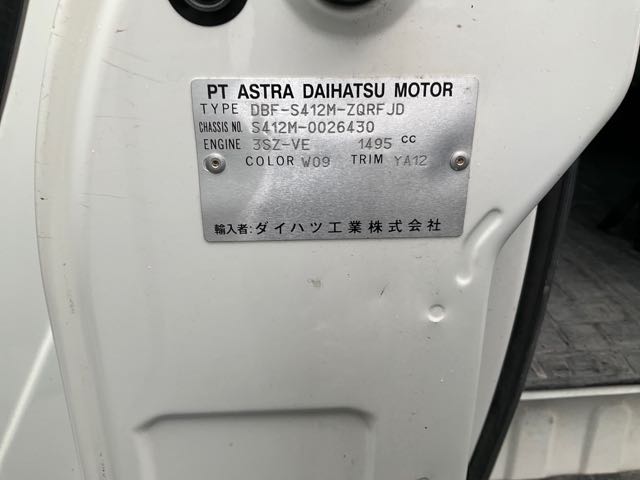 PT ASTRA DAIHATSU MOTOR
TYPE DBF-S412M-ZQRFJD
CHASSIS NO. S412M-0026430
ENGINE 3SZ-VE 1495 cc
COLOR W09 TRIM YA12
輸入者: ダイハツ工業株式会社